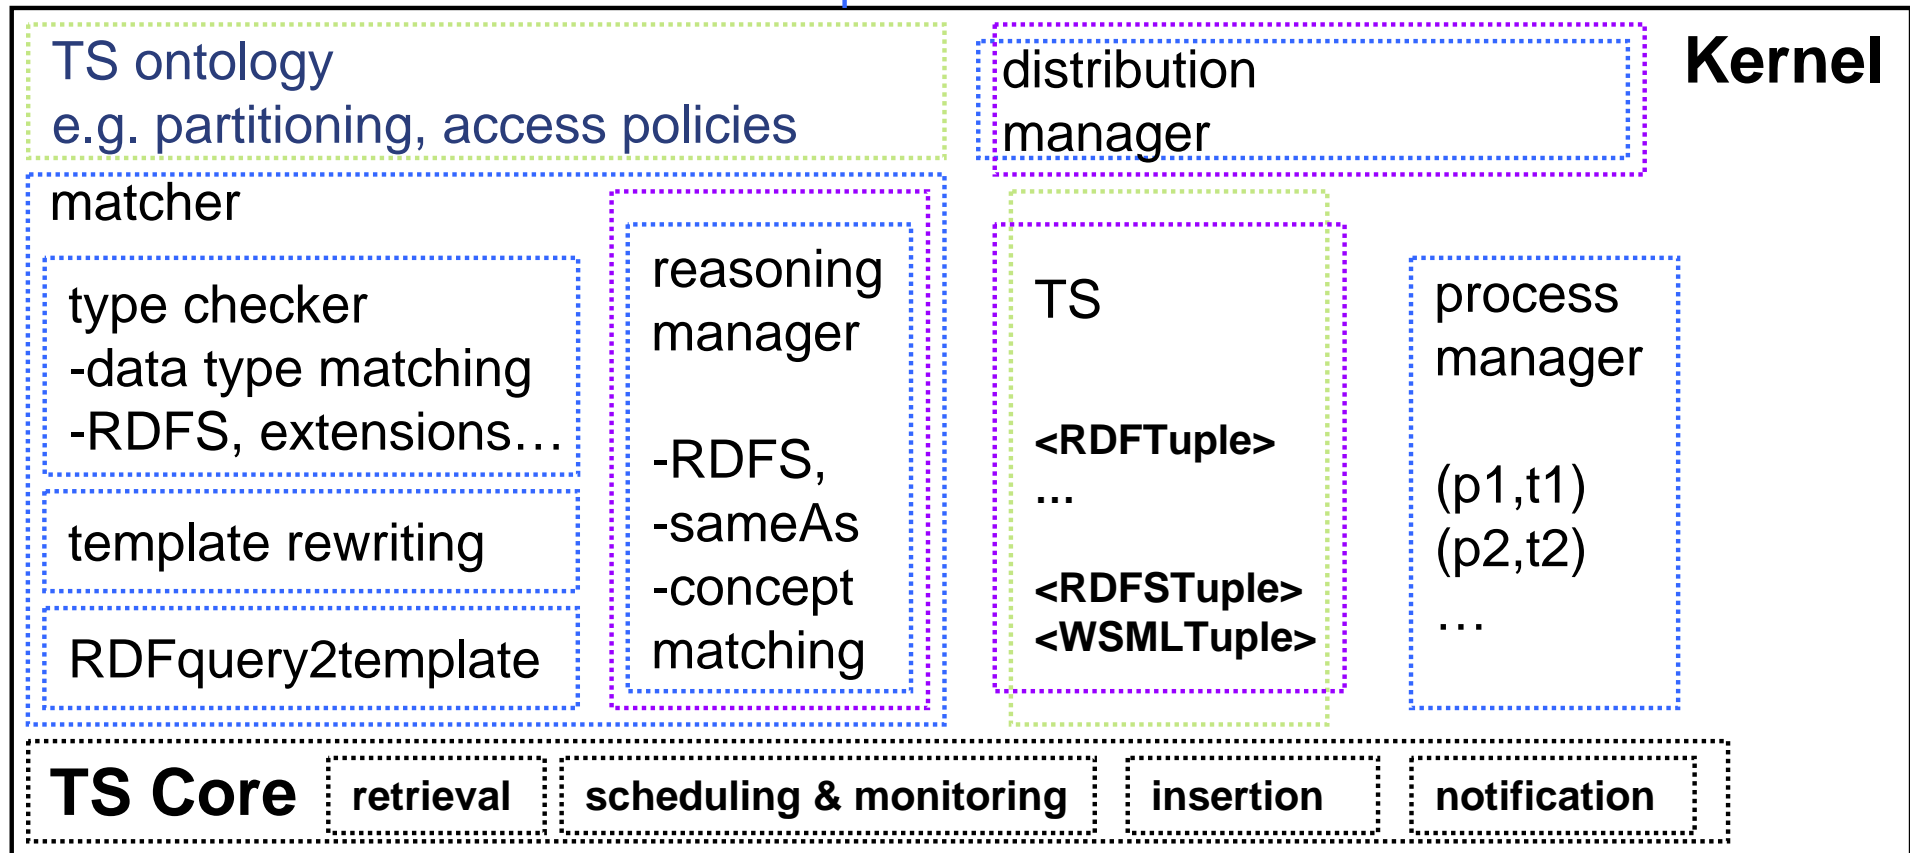 TS ontology
e.g. partitioning, access policies
distribution
manager
Kernel
matcher
type checker
-data type matching
-RDFS, extensions…
template rewriting
RDFquery2template
reasoning
manager
-RDFS,
-sameAs
-concept
matching
TS
<RDFTuple>
...
<RDFSTuple>
<WSMLTuple>
process
manager
(p1,t1)
(p2,t2)
…
TS Core
retrieval
scheduling & monitoring
insertion
notification